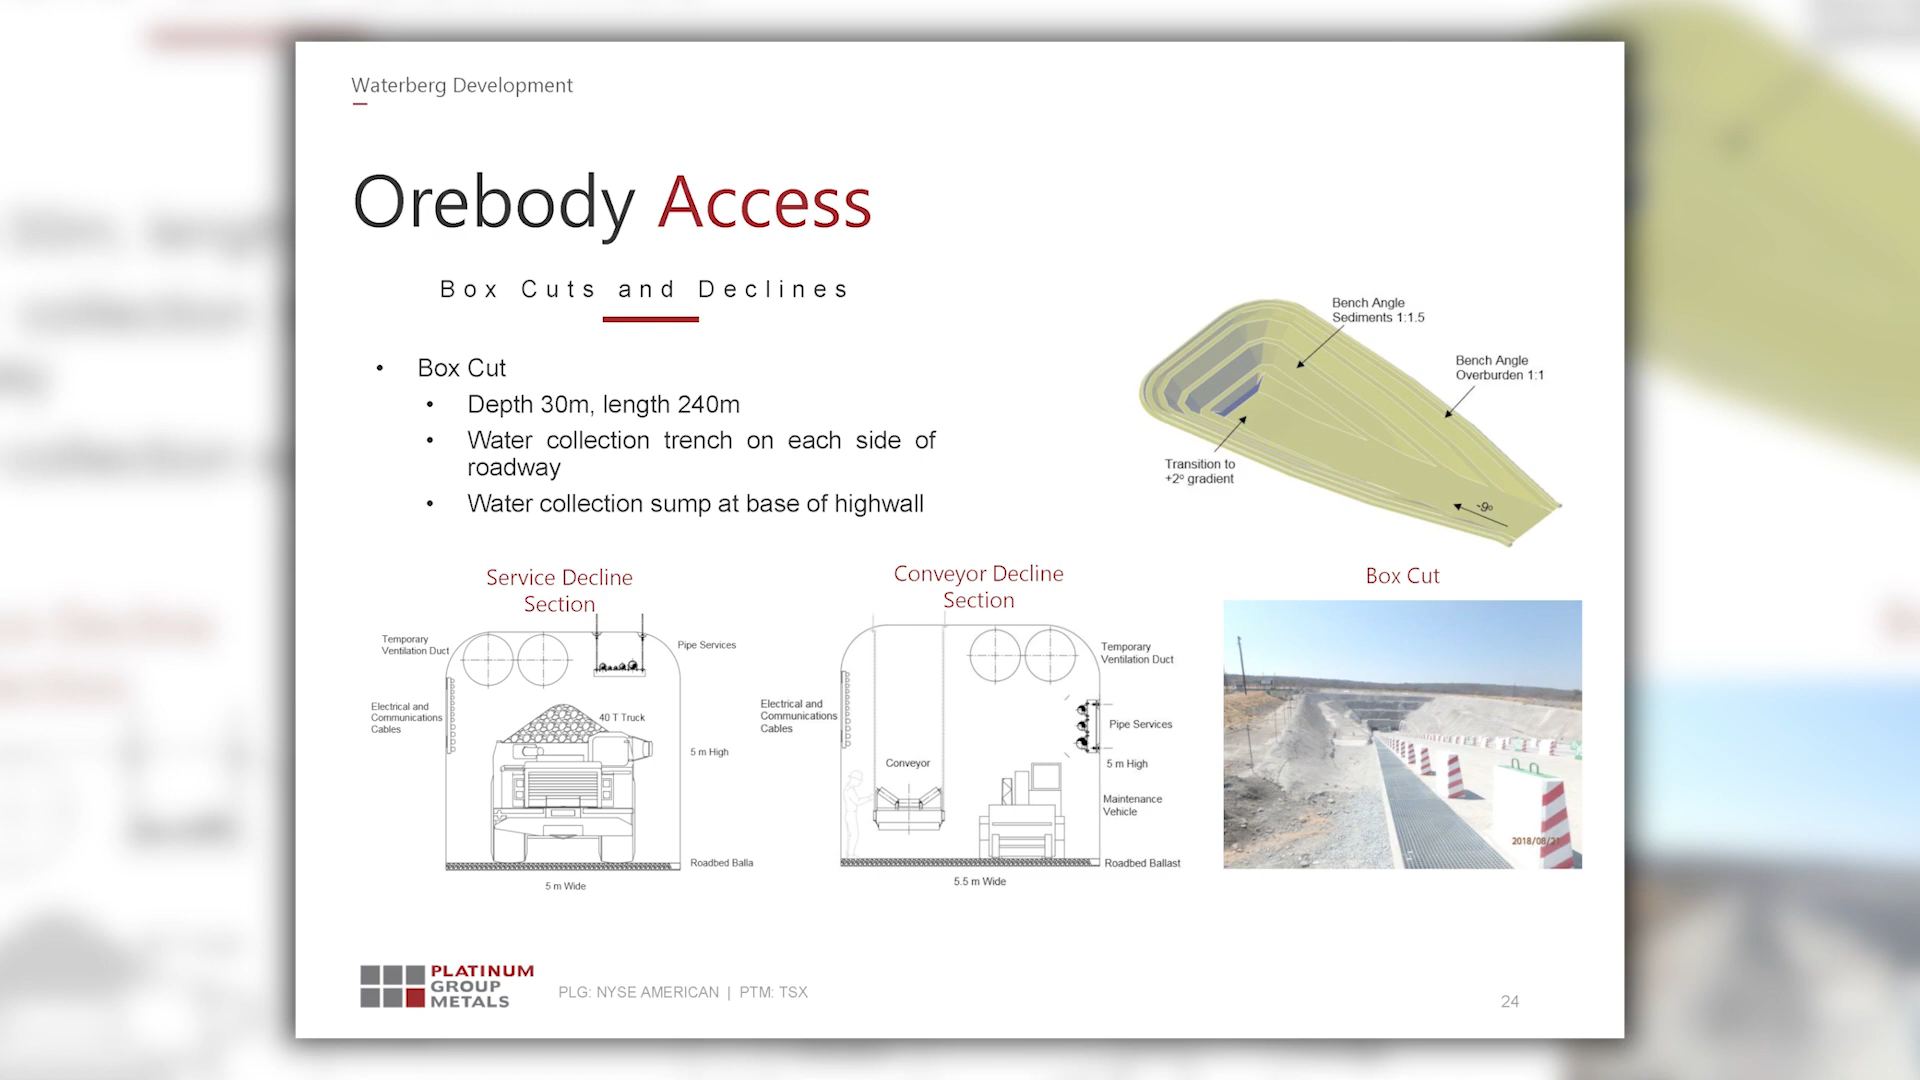 Waterberg Development
Orebody Access
Box Cuts and Declines
• Box Cut
• Depth 30m, length 240m
• Water collection trench on each side of
roadway
• Water collection sump at base of highwall
Bench Angle
Sediments 1:1.5
Bench Angle
Overburden 1:1
Transition to
+2º gradient
-9º
Service Decline
Section
Temporary
Ventilation Duct
Pipe Services
Electrical and
Communications
Cables
40 T Truck
5 m High
Roadbed Balla
5 m Wide
Conveyor Decline
Section
Temporary
Ventilation Duct
Electrical and
Communications
Cables
Pipe Services
Conveyor
5 m High
Maintenance
Vehicle
Roadbed Ballast
5.5 m Wide
Box Cut
2018/08/21
PLATINUM
GROUP
METALS
PLG: NYSE AMERICAN | PTM: TSX
24